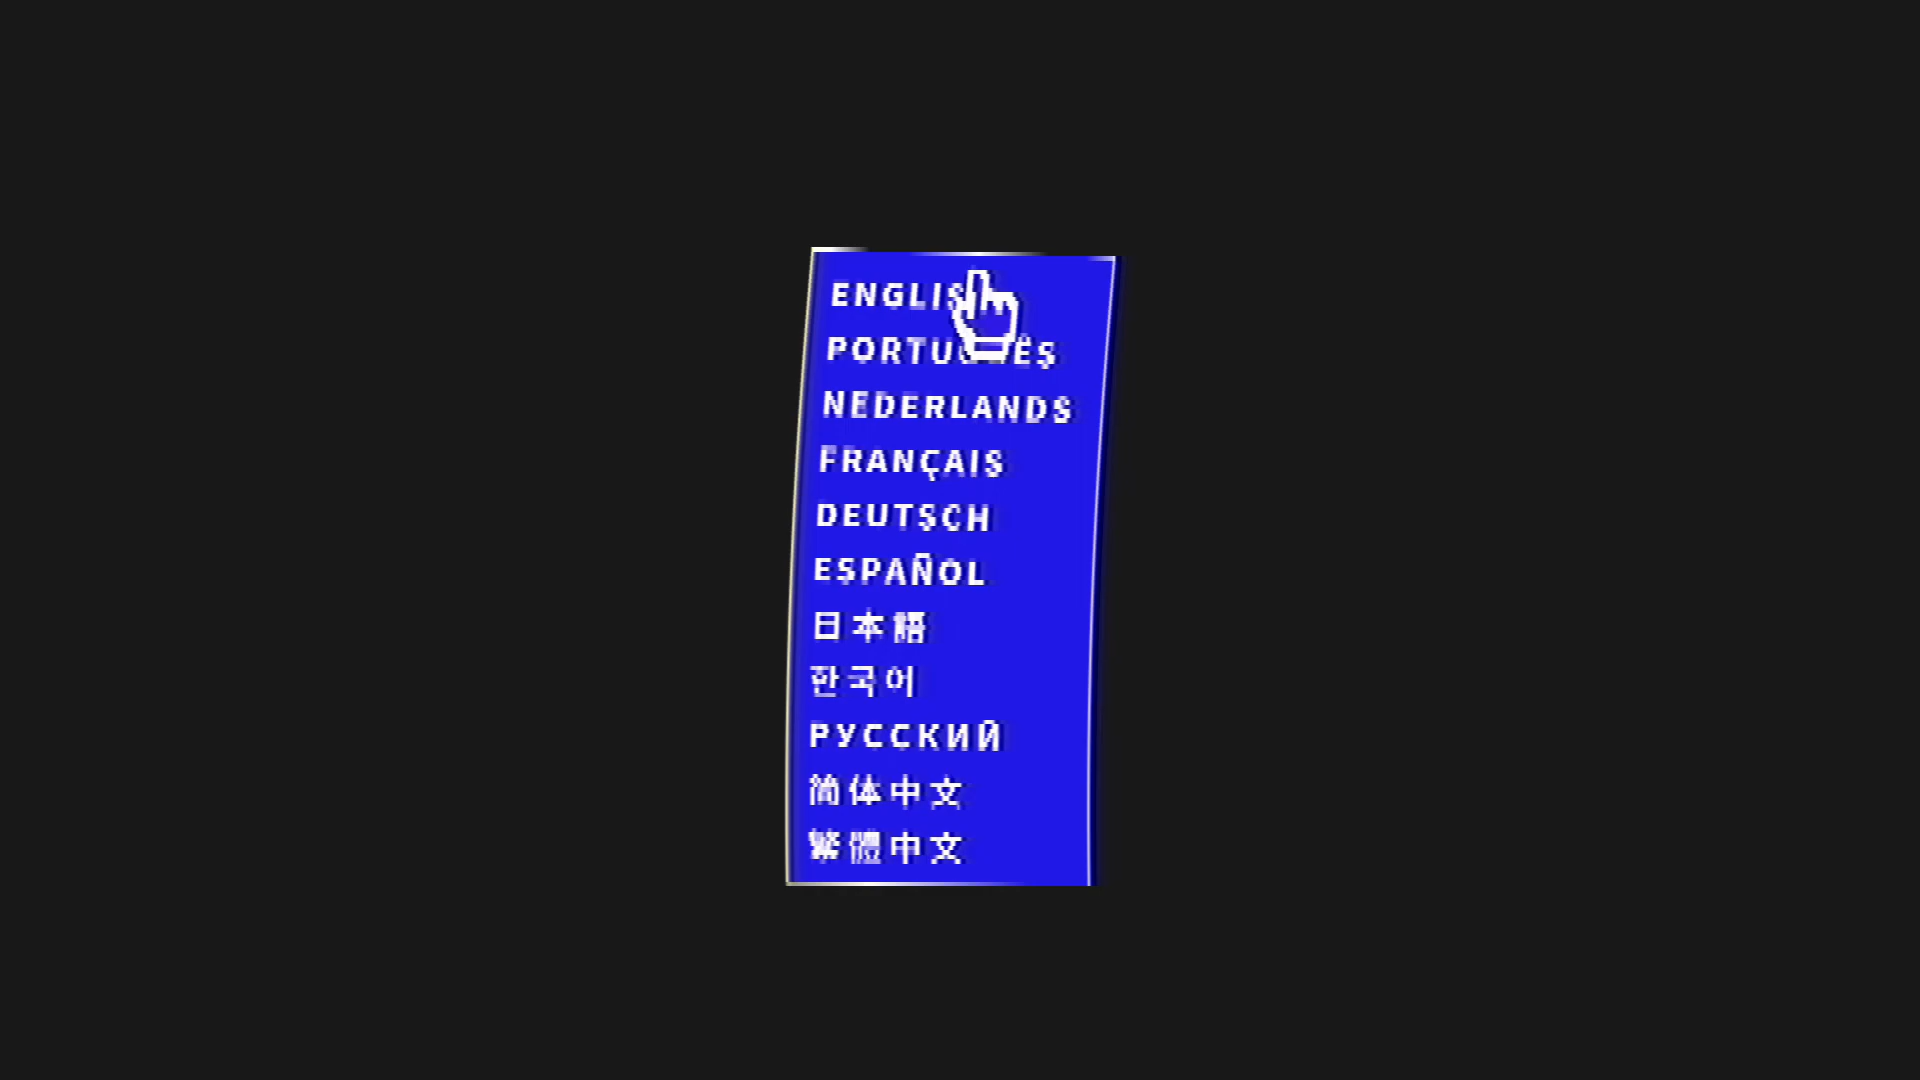 ENGLISH
PORTUGUÊS
NEDERLANDS
FRANÇAIS
DEUTSCH
ESPAÑOL
日本語
한국어
РУССКИЙ
简体中文
繁體中文